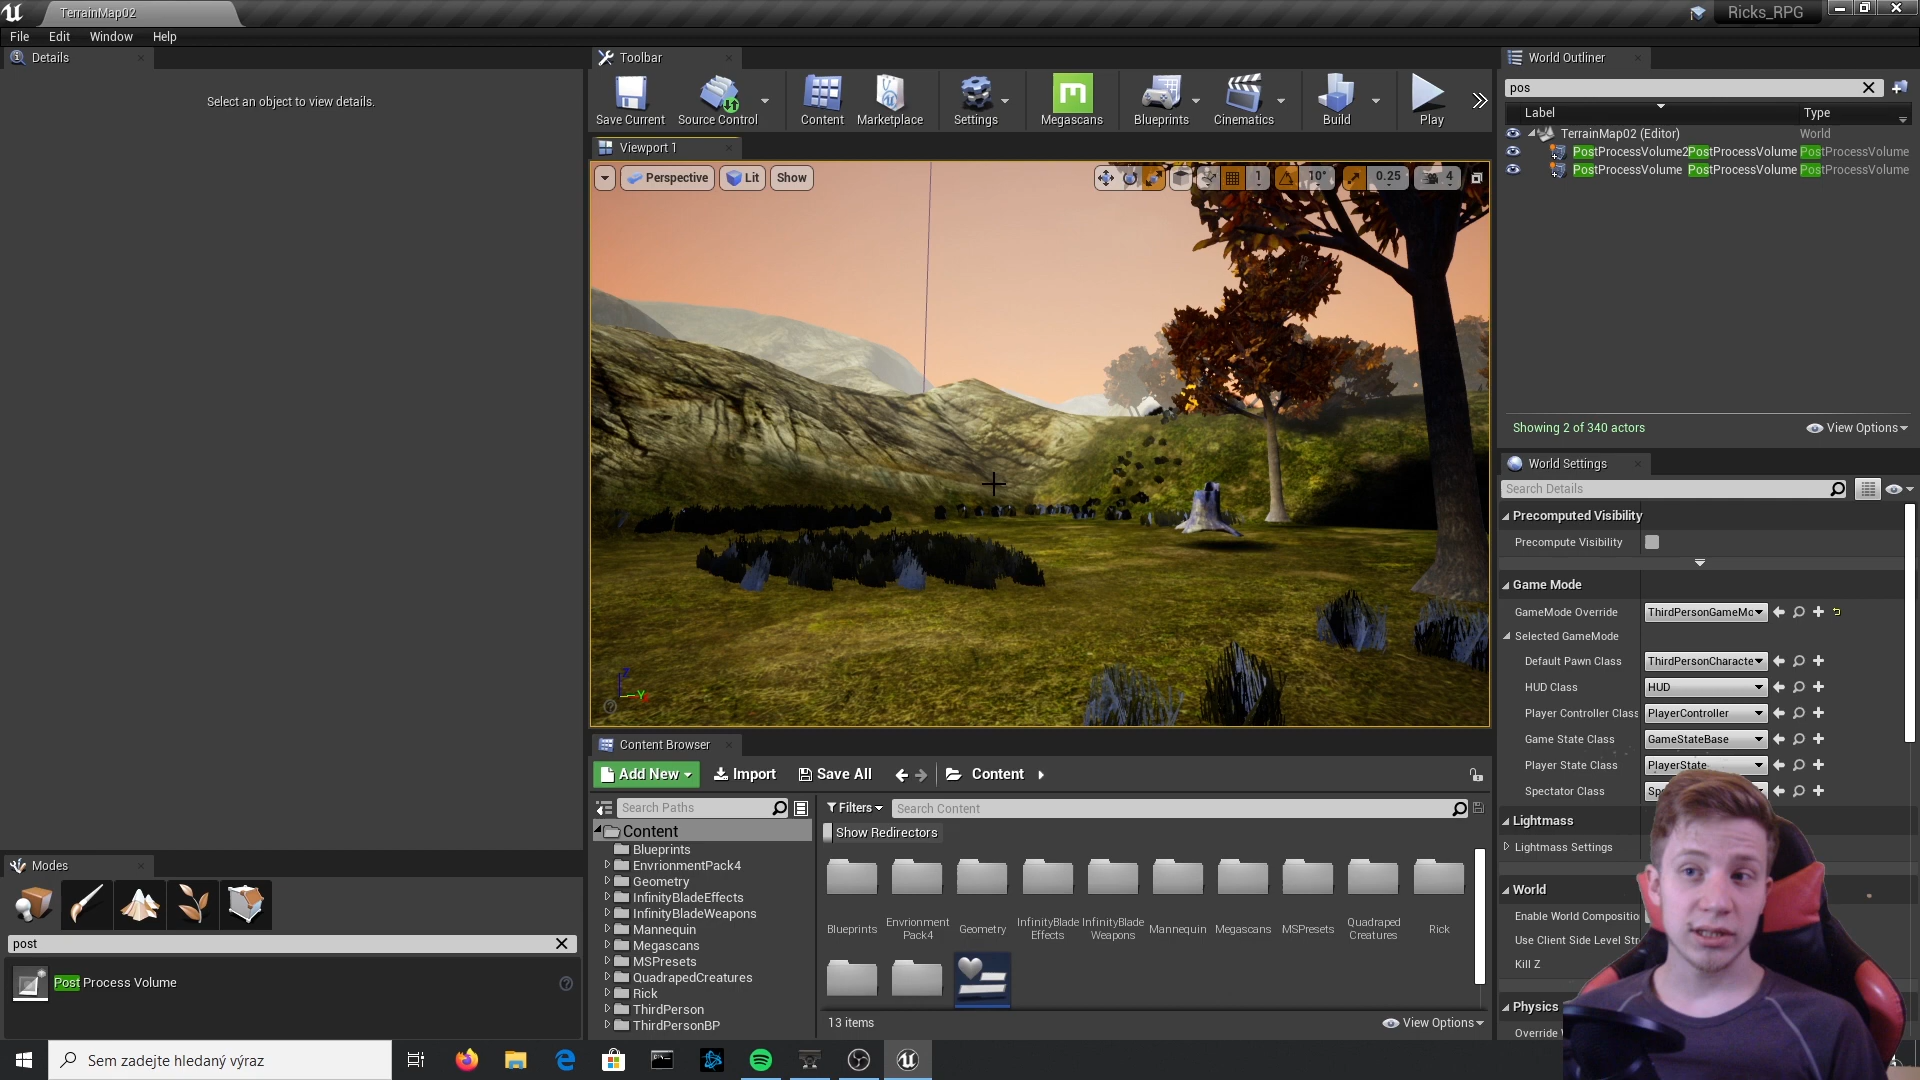 TerrainMap02
Ricks_RPG
File Edit Window Help
Details
Select an object to view details.
Toolbar
Save Current
Source Control
Content
Marketplace
Settings
Megascans
Blueprints
Cinematics
Build
Play
Viewport 1
Perspective
Lit
Show
1
10°
0.25
4
Z
Y
World Outliner
pos
Label
Type
TerrainMap02 (Editor) World
PostProcessVolume2 PostProcessVolume PostProcessVolume
PostProcessVolume PostProcessVolume PostProcessVolume
Showing 2 of 340 actors
View Options
World Settings
Search Details
Precomputed Visibility
Precompute Visibility
Game Mode
GameMode Override ThirdPersonGameMo
Selected GameMode
Default Pawn Class ThirdPersonCharacte
HUD Class HUD
Player Controller Class PlayerController
Game State Class GameStateBase
Player State Class PlayerState
Spectator Class
Lightmass
Lightmass Settings
World
Enable World Compositio
Use Client Side Level Str
Kill Z
Physics
Override
Modes
post
Post Process Volume
Content Browser
Add New
Import
Save All
Content
Search Paths
Filters
Search Content
Show Redirectors
Content
Blueprints
EnvrionmentPack4
Geometry
InfinityBladeEffects
InfinityBladeWeapons
Mannequin
Megascans
MSPresets
QuadrapedCreatures
Rick
ThirdPerson
ThirdPersonBP
Blueprints
Envrionment
Pack4
Geometry
InfinityBlade
Effects
InfinityBlade
Weapons
Mannequin
Megascans
MSPresets
Quadraped
Creatures
Rick
13 items
View Options
Sem zadejte hledaný výraz